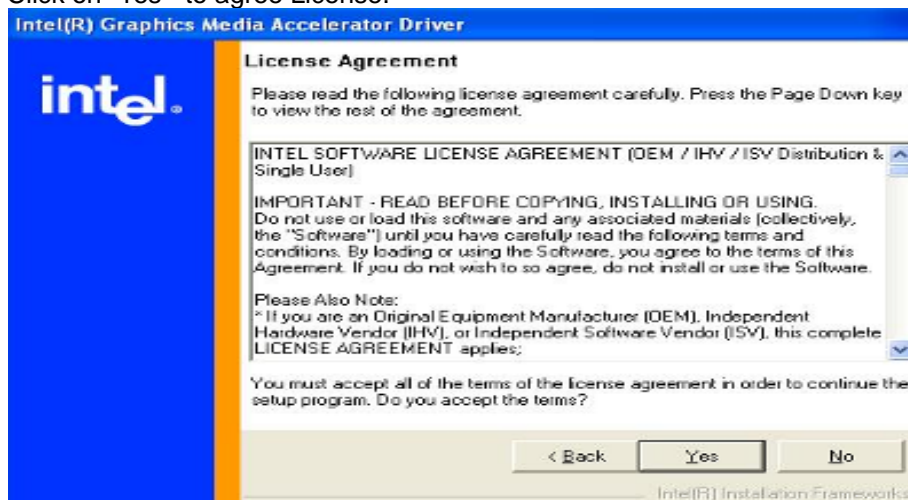 Click on "Yes" to agree License.
Intel(R) Graphics Media Accelerator Driver
intel.
License Agreement
Please read the following license agreement carefully. Press the Page Down key
to view the rest of the agreement.
INTEL SOFTWARE LICENSE AGREEMENT (OEM / IHV / ISV Distribution &
Single User)
IMPORTANT - READ BEFORE COPYING, INSTALLING OR USING.
Do not use or load this software and any associated materials (collectively,
the "Software") until you have carefully read the following terms and
conditions. By loading or using the Software, you agree to the terms of this
Agreement. If you do not wish to so agree, do not install or use the Software.
Please Also Note:
* If you are an Original Equipment Manufacturer (OEM), Independent
Hardware Vendor (IHV), or Independent Software Vendor (ISV), this complete
LICENSE AGREEMENT applies;
You must accept all of the terms of the license agreement in order to continue the
setup program. Do you accept the terms?
< Back
Yes
No
Intel(R) Installation Frameworks